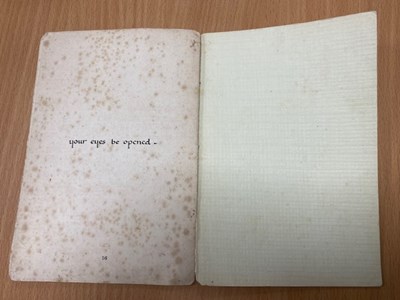 your eyes be opened –